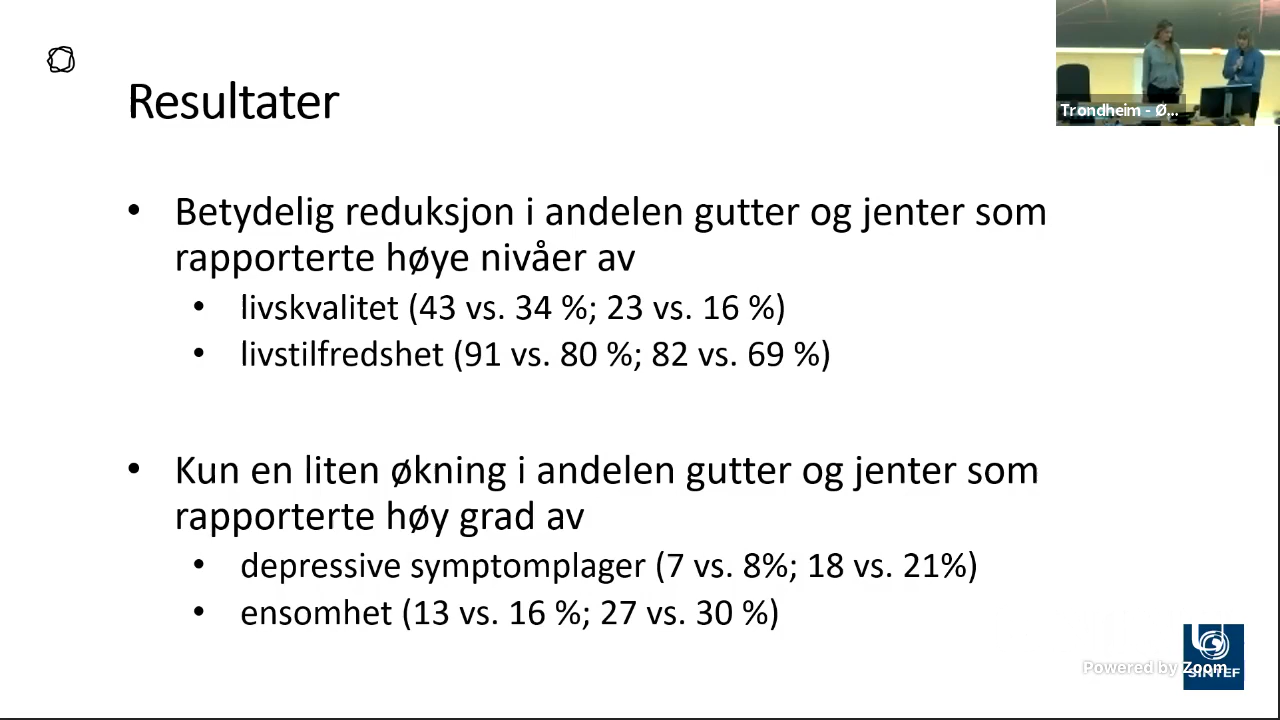 Resultater
Trondheim - Ø...
• Betydelig reduksjon i andelen gutter og jenter som
rapporterte høye nivåer av
• livskvalitet (43 vs. 34 %; 23 vs. 16 %)
• livstilfredshet (91 vs. 80 %; 82 vs. 69 %)
• Kun en liten økning i andelen gutter og jenter som
rapporterte høy grad av
• depressive symptomplager (7 vs. 8%; 18 vs. 21%)
• ensomhet (13 vs. 16 %; 27 vs. 30 %)
Powered by Zoom
SINTEF